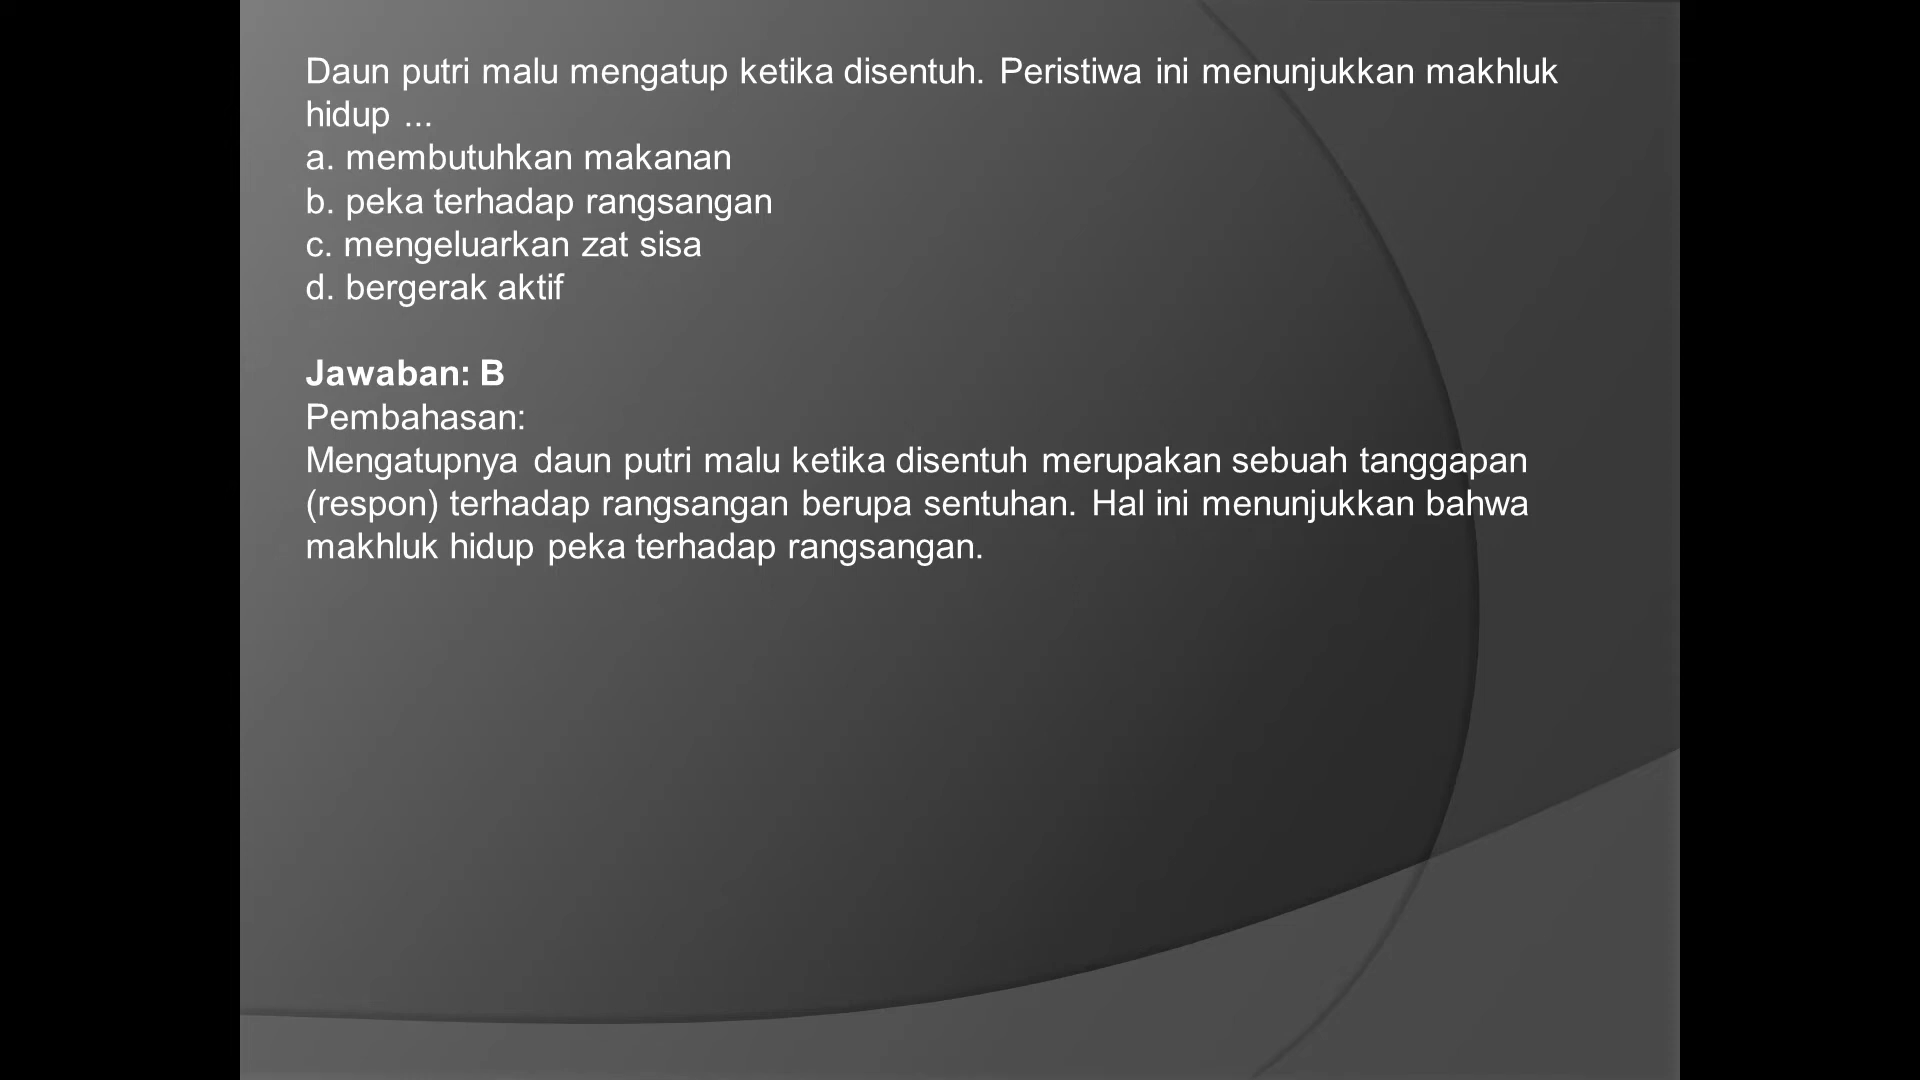 Daun putri malu mengatup ketika disentuh. Peristiwa ini menunjukkan makhluk
hidup ...
a. membutuhkan makanan
b. peka terhadap rangsangan
c. mengeluarkan zat sisa
d. bergerak aktif
Jawaban: B
Pembahasan:
Mengatupnya daun putri malu ketika disentuh merupakan sebuah tanggapan
(respon) terhadap rangsangan berupa sentuhan. Hal ini menunjukkan bahwa
makhluk hidup peka terhadap rangsangan.